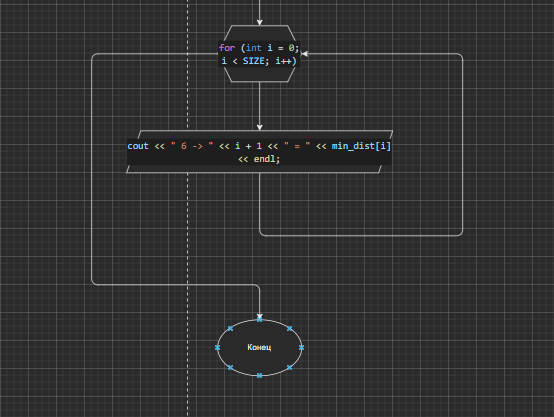 for (int i = 0;
i < SIZE; i++)
cout << " 6 -> " << i + 1 << " = " << min_dist[i]
<< endl;
Конец